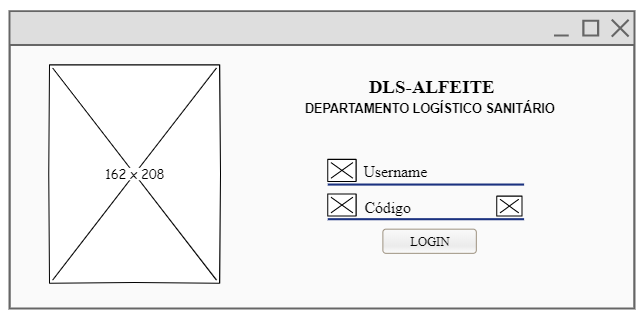 DLS-ALFEITE
DEPARTAMENTO LOGÍSTICO SANITÁRIO
162 x 208
Username
Código
LOGIN